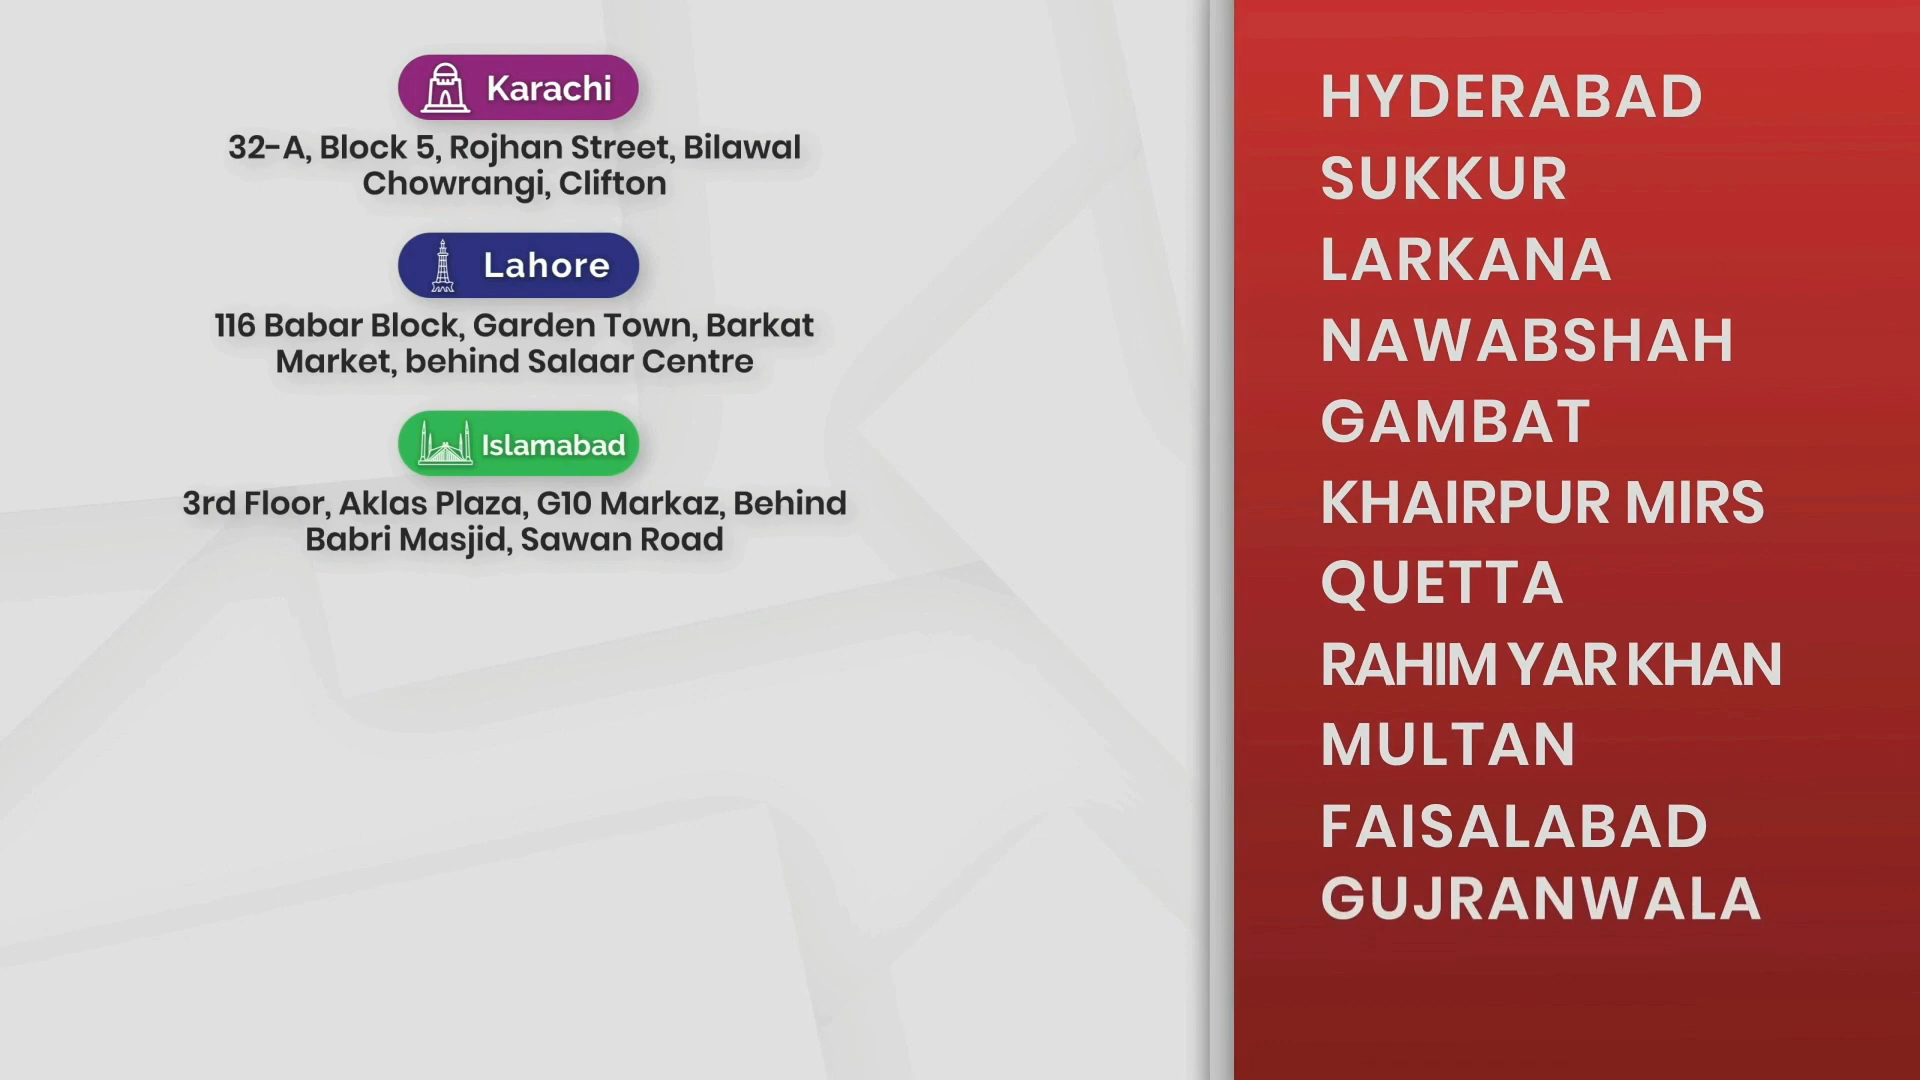 Karachi
32-A, Block 5, Rojhan Street, Bilawal
Chowrangi, Clifton
Lahore
116 Babar Block, Garden Town, Barkat
Market, behind Salaar Centre
Islamabad
3rd Floor, Aklas Plaza, G10 Markaz, Behind
Babri Masjid, Sawan Road
HYDERABAD
SUKKUR
LARKANA
NAWABSHAH
GAMBAT
KHAIRPUR MIRS
QUETTA
RAHIM YAR KHAN
MULTAN
FAISALABAD
GUJRANWALA